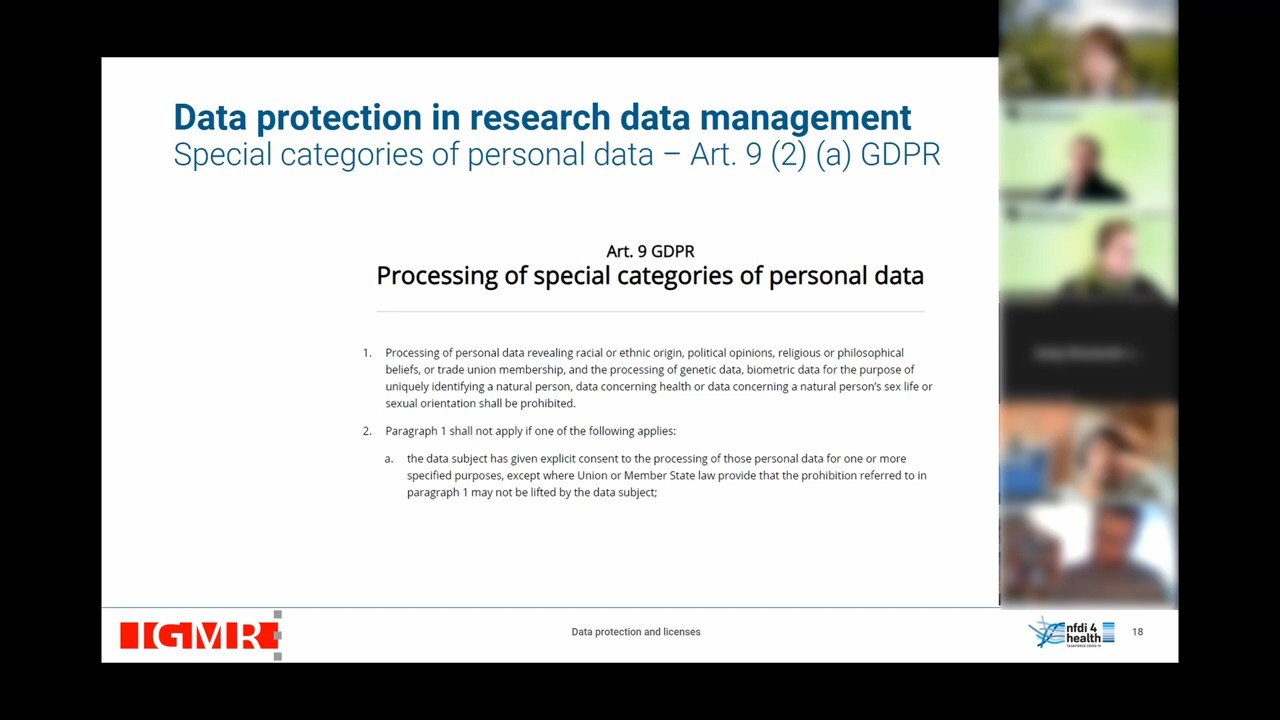 Data protection in research data management
Special categories of personal data – Art. 9 (2) (a) GDPR
Art. 9 GDPR
Processing of special categories of personal data
1. Processing of personal data revealing racial or ethnic origin, political opinions, religious or philosophical
beliefs, or trade union membership, and the processing of genetic data, biometric data for the purpose of
uniquely identifying a natural person, data concerning health or data concerning a natural person's sex life or
sexual orientation shall be prohibited.
2. Paragraph 1 shall not apply if one of the following applies:
a. the data subject has given explicit consent to the processing of those personal data for one or more
specified purposes, except where Union or Member State law provide that the prohibition referred to in
paragraph 1 may not be lifted by the data subject;
IGMR
Data protection and licenses
nfdi 4
health
TASKFORCE COVID-19
18